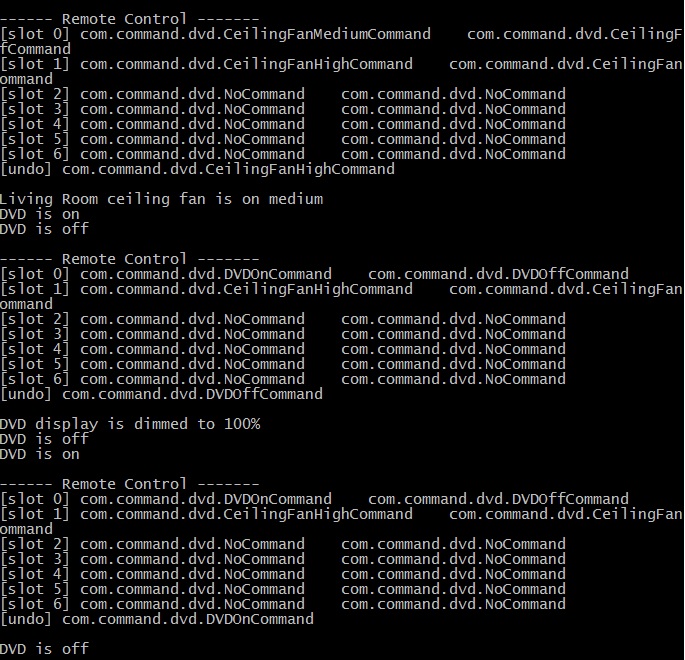 ------ Remote Control -------
[slot 0] com.command.dvd.CeilingFanMediumCommand    com.command.dvd.CeilingF
fCommand
[slot 1] com.command.dvd.CeilingFanHighCommand    com.command.dvd.CeilingFan
ommand
[slot 2] com.command.dvd.NoCommand    com.command.dvd.NoCommand
[slot 3] com.command.dvd.NoCommand    com.command.dvd.NoCommand
[slot 4] com.command.dvd.NoCommand    com.command.dvd.NoCommand
[slot 5] com.command.dvd.NoCommand    com.command.dvd.NoCommand
[slot 6] com.command.dvd.NoCommand    com.command.dvd.NoCommand
[undo] com.command.dvd.CeilingFanHighCommand
Living Room ceiling fan is on medium
DVD is on
DVD is off
------ Remote Control -------
[slot 0] com.command.dvd.DVDOnCommand    com.command.dvd.DVDOffCommand
[slot 1] com.command.dvd.CeilingFanHighCommand    com.command.dvd.CeilingFan
ommand
[slot 2] com.command.dvd.NoCommand    com.command.dvd.NoCommand
[slot 3] com.command.dvd.NoCommand    com.command.dvd.NoCommand
[slot 4] com.command.dvd.NoCommand    com.command.dvd.NoCommand
[slot 5] com.command.dvd.NoCommand    com.command.dvd.NoCommand
[slot 6] com.command.dvd.NoCommand    com.command.dvd.NoCommand
[undo] com.command.dvd.DVDOffCommand
DVD display is dimmed to 100%
DVD is off
DVD is on
------ Remote Control -------
[slot 0] com.command.dvd.DVDOnCommand    com.command.dvd.DVDOffCommand
[slot 1] com.command.dvd.CeilingFanHighCommand    com.command.dvd.CeilingFan
ommand
[slot 2] com.command.dvd.NoCommand    com.command.dvd.NoCommand
[slot 3] com.command.dvd.NoCommand    com.command.dvd.NoCommand
[slot 4] com.command.dvd.NoCommand    com.command.dvd.NoCommand
[slot 5] com.command.dvd.NoCommand    com.command.dvd.NoCommand
[slot 6] com.command.dvd.NoCommand    com.command.dvd.NoCommand
[undo] com.command.dvd.DVDOnCommand
DVD is off